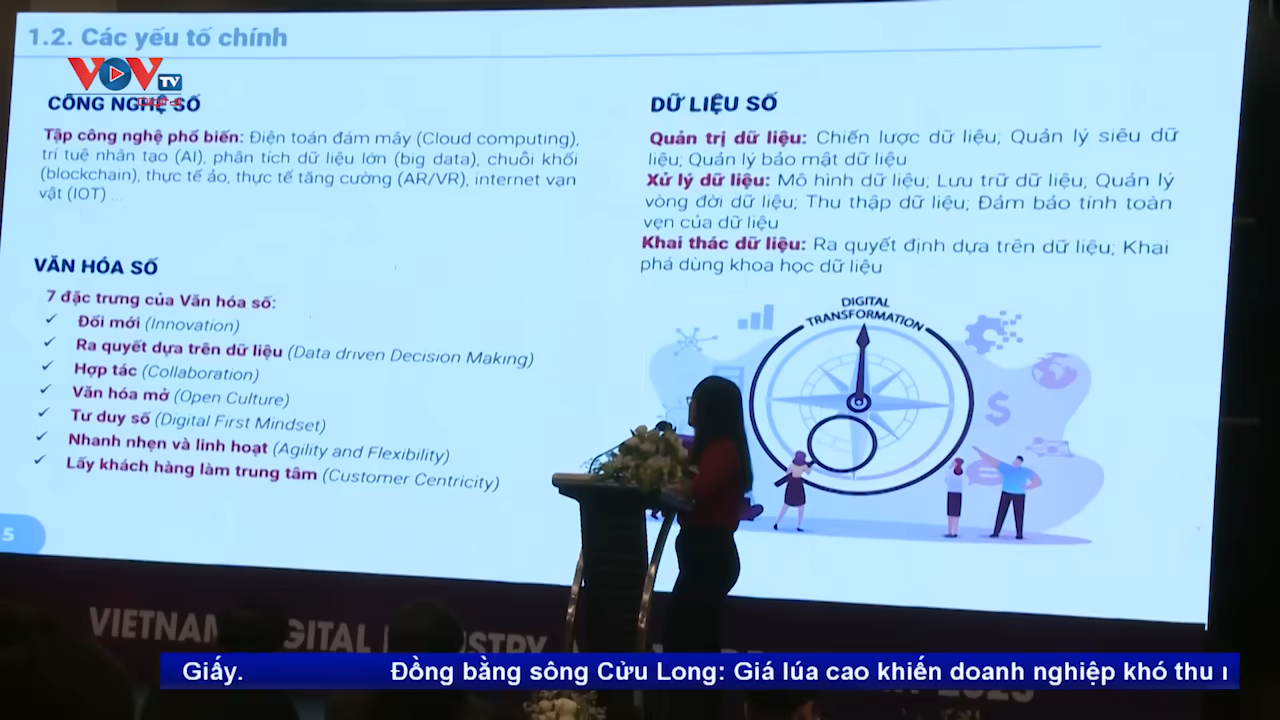 1.2. Các yếu tố chính
VOV TV
CÔNG NGHỆ SỐ
Tập công nghệ phổ biến: Điện toán đám mây (Cloud computing),
trí tuệ nhân tạo (AI), phân tích dữ liệu lớn (big data), chuỗi khối
(blockchain), thực tế ảo, thực tế tăng cường (AR/VR), internet vạn
vật (IOT) ...
VĂN HÓA SỐ
7 đặc trưng của Văn hóa số:
Đổi mới (Innovation)
Ra quyết dựa trên dữ liệu (Data driven Decision Making)
Hợp tác (Collaboration)
Văn hóa mở (Open Culture)
Tư duy số (Digital First Mindset)
Nhanh nhẹn và linh hoạt (Agility and Flexibility)
Lấy khách hàng làm trung tâm (Customer Centricity)
5
DỮ LIỆU SỐ
Quản trị dữ liệu: Chiến lược dữ liệu; Quản lý siêu dữ
liệu; Quản lý bảo mật dữ liệu
Xử lý dữ liệu: Mô hình dữ liệu; Lưu trữ dữ liệu; Quản lý
vòng đời dữ liệu; Thu thập dữ liệu; Đảm bảo tính toàn
vẹn của dữ liệu
Khai thác dữ liệu: Ra quyết định dựa trên dữ liệu; Khai
phá dùng khoa học dữ liệu
DIGITAL
TRANSFORMATION
VIETNAM
Giấy. Đồng bằng sông Cửu Long: Giá lúa cao khiến doanh nghiệp khó thu